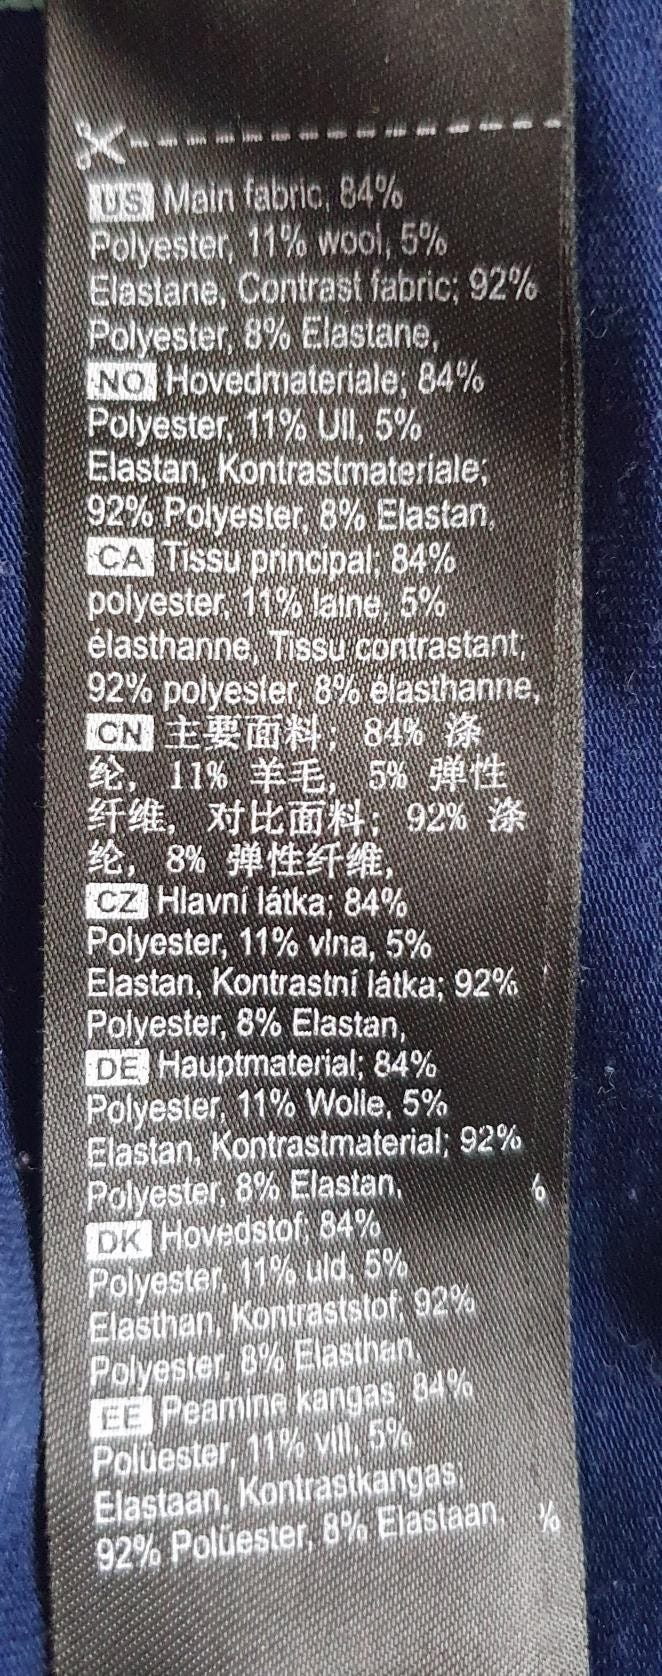 US Main fabric; 84%
Polyester, 11% wool, 5%
Elastane, Contrast fabric; 92%
Polyester, 8% Elastane,
NO Hovedmateriale; 84%
Polyester, 11% Ull, 5%
Elastan, Kontrastmateriale;
92% Polyester, 8% Elastan,
CA Tissu principal; 84%
polyester, 11% laine, 5%
élasthanne, Tissu contrastant;
92% polyester, 8% élasthanne,
CN 主要面料; 84% 涤
纶, 11% 羊毛, 5% 弹性
纤维, 对比面料; 92% 涤
纶, 8% 弹性纤维,
CZ Hlavní látka; 84%
Polyester, 11% vlna, 5%
Elastan, Kontrastní látka; 92%
Polyester, 8% Elastan,
DE Hauptmaterial; 84%
Polyester, 11% Wolle, 5%
Elastan, Kontrastmaterial; 92%
Polyester, 8% Elastan,
DK Hovedstof; 84%
Polyester, 11% uld, 5%
Elasthan, Kontraststof; 92%
Polyester, 8% Elasthan,
EE Peamine kangas; 84%
Polüester, 11% vill, 5%
Elastaan, Kontrastkangas;
92% Polüester, 8% Elastaan,